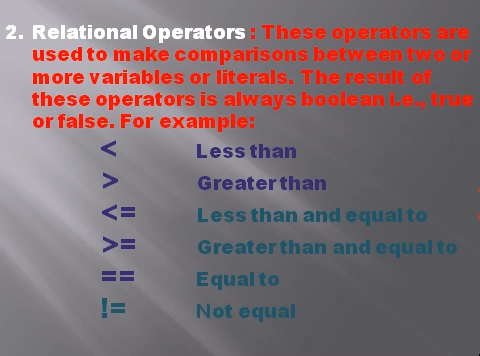 2. Relational Operators : These operators are
used to make comparisons between two or
more variables or literals. The result of
these operators is always boolean i.e., true
or false. For example:
< Less than
> Greater than
<= Less than and equal to
>= Greater than and equal to
== Equal to
!= Not equal